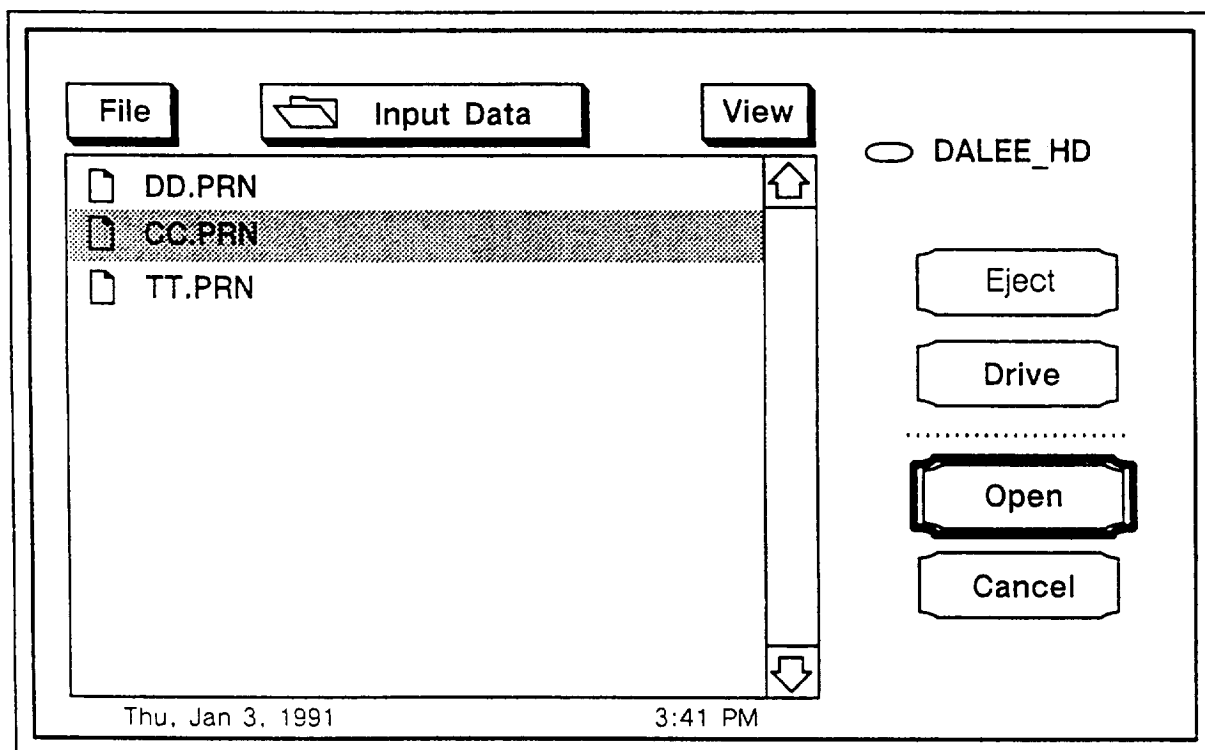 File
Input Data
View
DALEE_HD
DD.PRN
CC.PRN
TT.PRN
Eject
Drive
Open
Cancel
Thu, Jan 3, 1991
3:41 PM